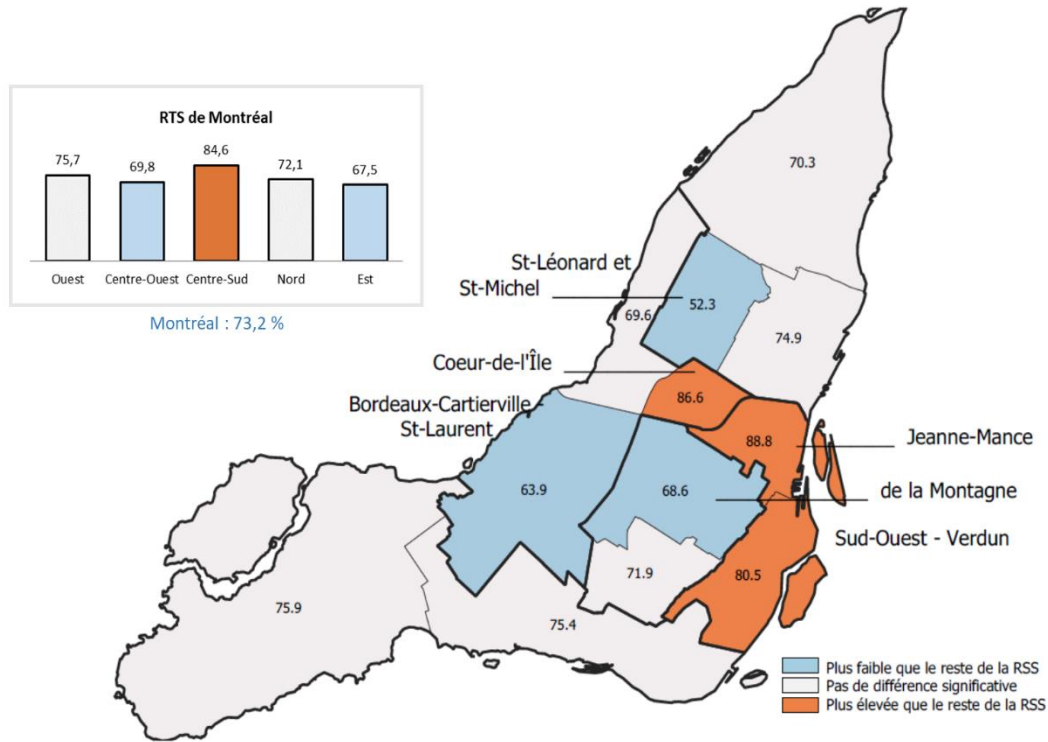 RTS de Montréal
75,7
69,8
84,6
72,1
67,5
Ouest
Centre-Ouest
Centre-Sud
Nord
Est
Montréal : 73,2 %
70.3
St-Léonard et
St-Michel
52.3
69.6
74.9
Coeur-de-l'Île
86.6
Bordeaux-Cartierville
St-Laurent
88.8
Jeanne-Mance
63.9
68.6
de la Montagne
Sud-Ouest - Verdun
71.9
80.5
75.9
75.4
Plus faible que le reste de la RSS
Pas de différence significative
Plus élevée que le reste de la RSS